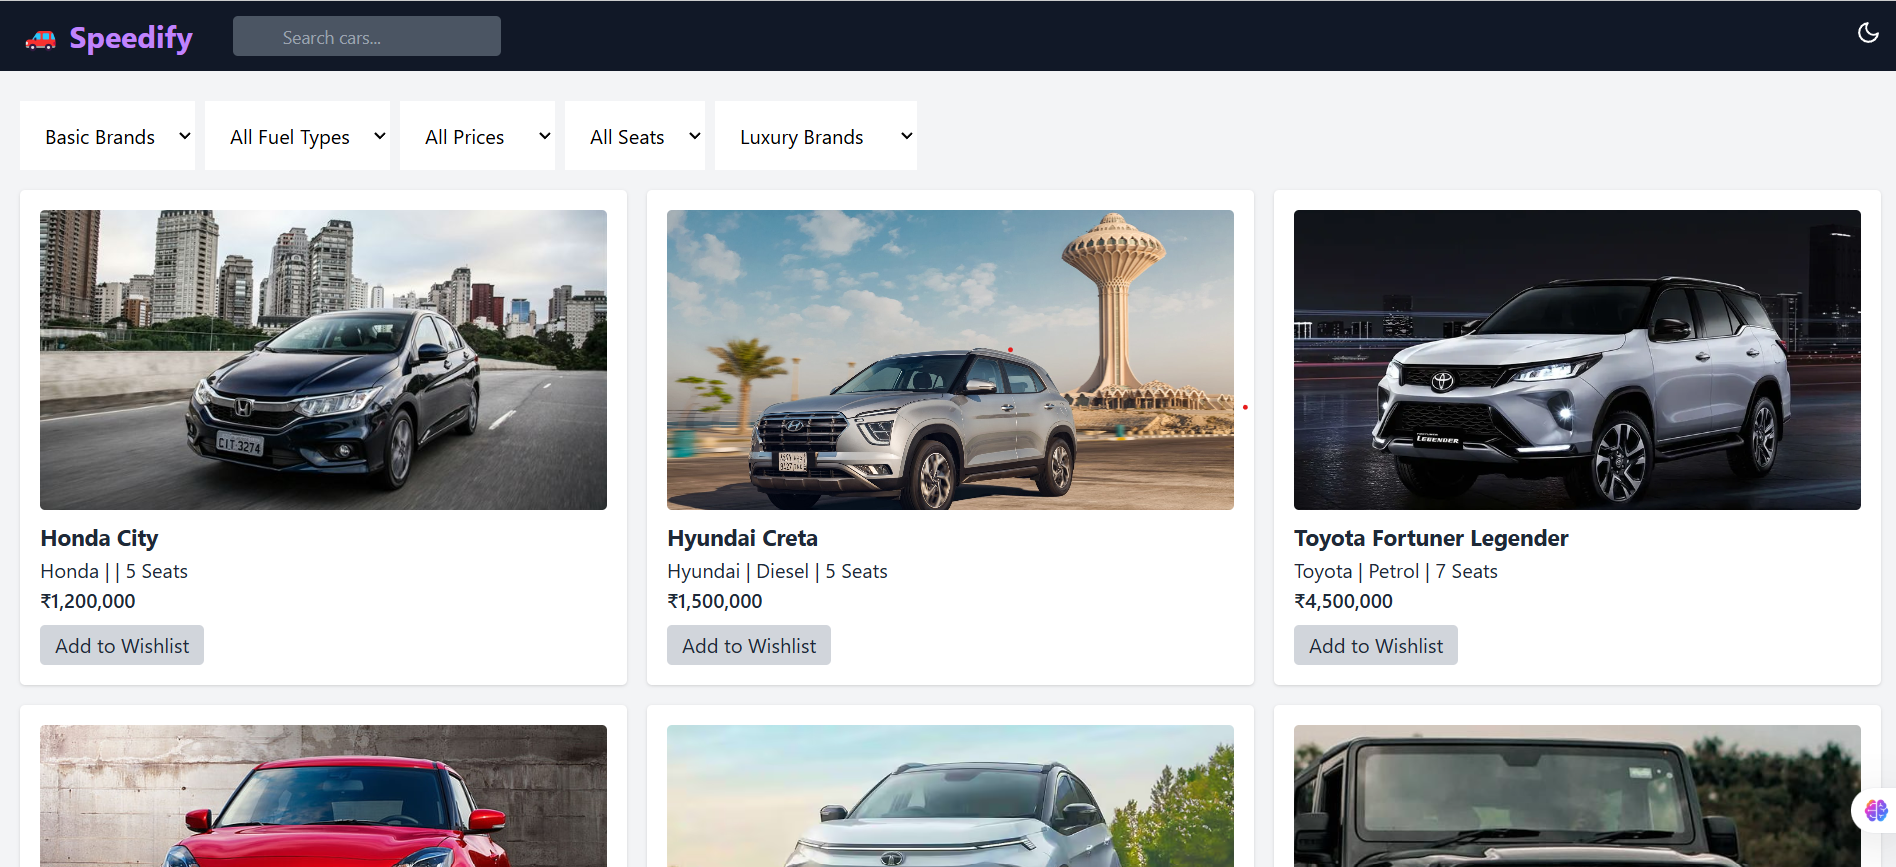 Speedify
Search cars...
Basic Brands
All Fuel Types
All Prices
All Seats
Luxury Brands
CIT 3274
LEGENDER
Honda City
Honda | | 5 Seats
₹1,200,000
Add to Wishlist
Hyundai Creta
Hyundai | Diesel | 5 Seats
₹1,500,000
Add to Wishlist
Toyota Fortuner Legender
Toyota | Petrol | 7 Seats
₹4,500,000
Add to Wishlist